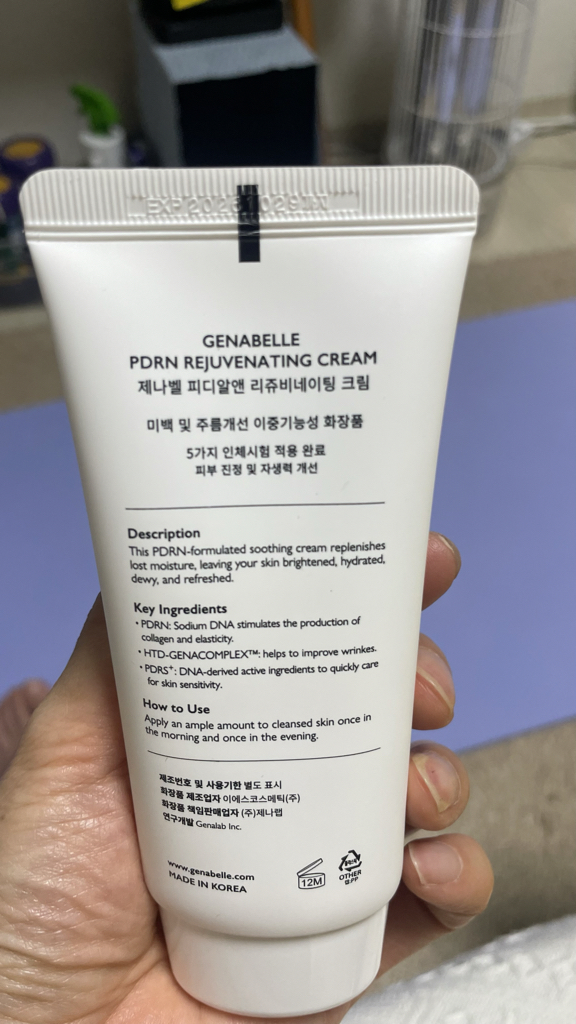 EXP
GENABELLE
PDRN REJUVENATING CREAM
제나벨 피디알앤 리쥬비네이팅 크림
미백 및 주름개선 이중기능성 화장품
5가지 인체시험 적용 완료
피부 진정 및 자생력 개선
Description
This PDRN-formulated soothing cream replenishes
lost moisture, leaving your skin brightened, hydrated,
dewy, and refreshed.
Key Ingredients
• PDRN: Sodium DNA stimulates the production of
collagen and elasticity.
• HTD-GENACOMPLEX™: helps to improve wrinkes.
• PDRS⁺: DNA-derived active ingredients to quickly care
for skin sensitivity.
How to Use
Apply an ample amount to cleansed skin once in
the morning and once in the evening.
제조번호 및 사용기한 별도 표시
화장품 제조업자 이에스코스메틱(주)
화장품 책임판매업자 (주)제나랩
연구개발 Genalab Inc.
www.genabelle.com
MADE IN KOREA
12M
OTHER